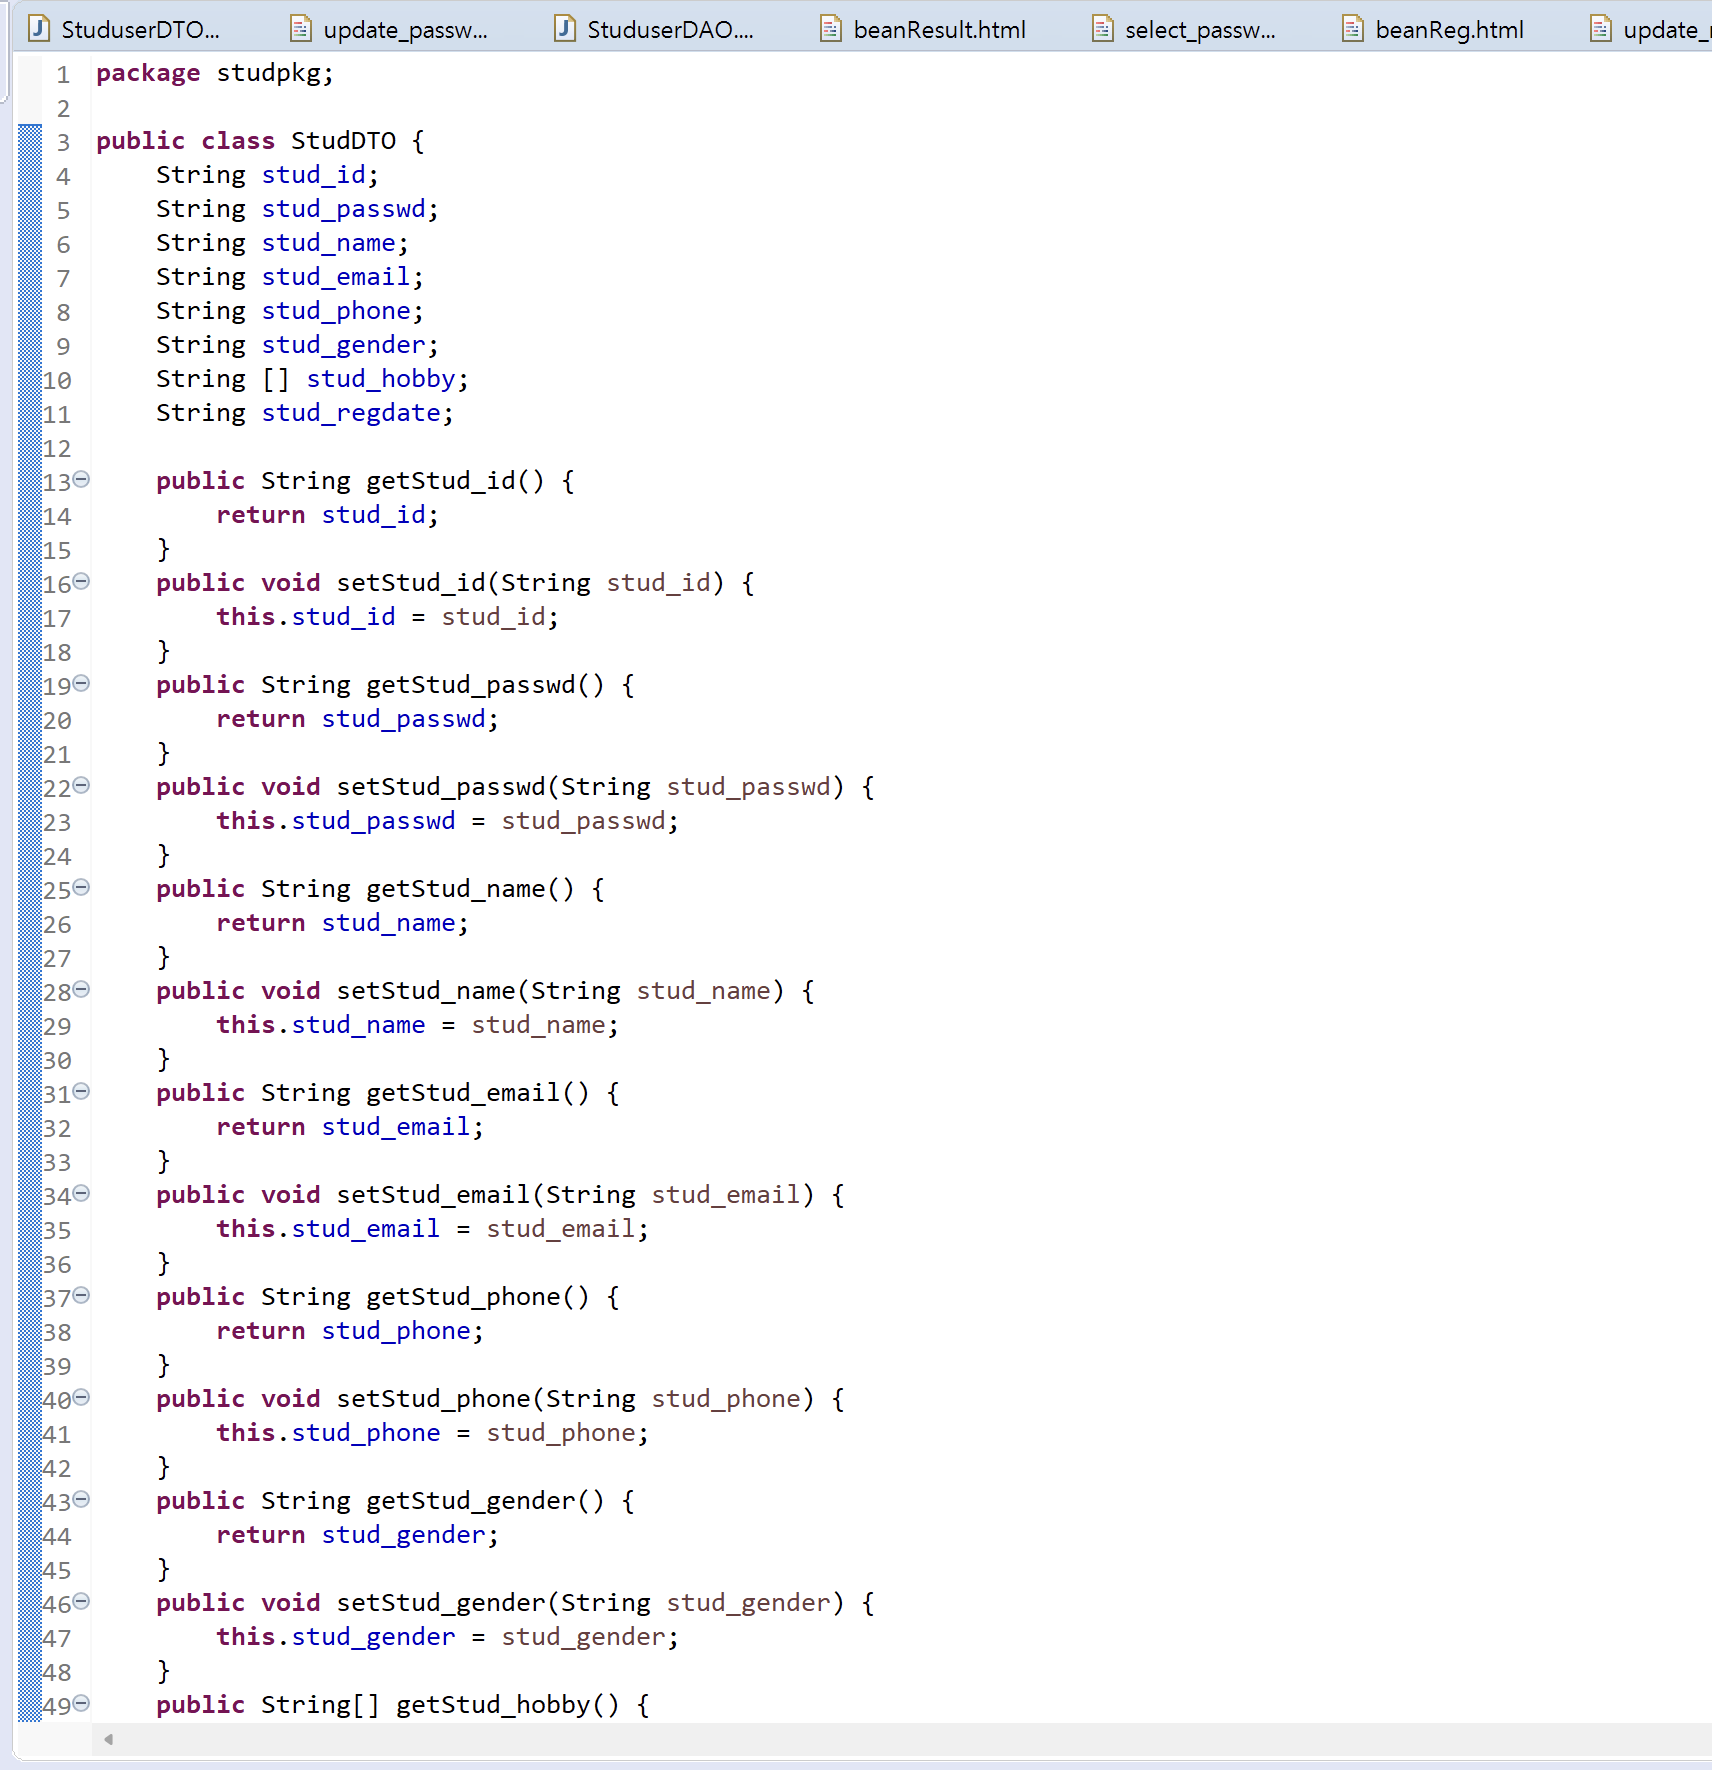 StuduserDTO... update_passw... StuduserDAO.... beanResult.html select_passw... beanReg.html update_
1 package studpkg;
2
3 public class StudDTO {
4 String stud_id;
5 String stud_passwd;
6 String stud_name;
7 String stud_email;
8 String stud_phone;
9 String stud_gender;
10 String [] stud_hobby;
11 String stud_regdate;
12
13 public String getStud_id() {
14 return stud_id;
15 }
16 public void setStud_id(String stud_id) {
17 this.stud_id = stud_id;
18 }
19 public String getStud_passwd() {
20 return stud_passwd;
21 }
22 public void setStud_passwd(String stud_passwd) {
23 this.stud_passwd = stud_passwd;
24 }
25 public String getStud_name() {
26 return stud_name;
27 }
28 public void setStud_name(String stud_name) {
29 this.stud_name = stud_name;
30 }
31 public String getStud_email() {
32 return stud_email;
33 }
34 public void setStud_email(String stud_email) {
35 this.stud_email = stud_email;
36 }
37 public String getStud_phone() {
38 return stud_phone;
39 }
40 public void setStud_phone(String stud_phone) {
41 this.stud_phone = stud_phone;
42 }
43 public String getStud_gender() {
44 return stud_gender;
45 }
46 public void setStud_gender(String stud_gender) {
47 this.stud_gender = stud_gender;
48 }
49 public String[] getStud_hobby() {